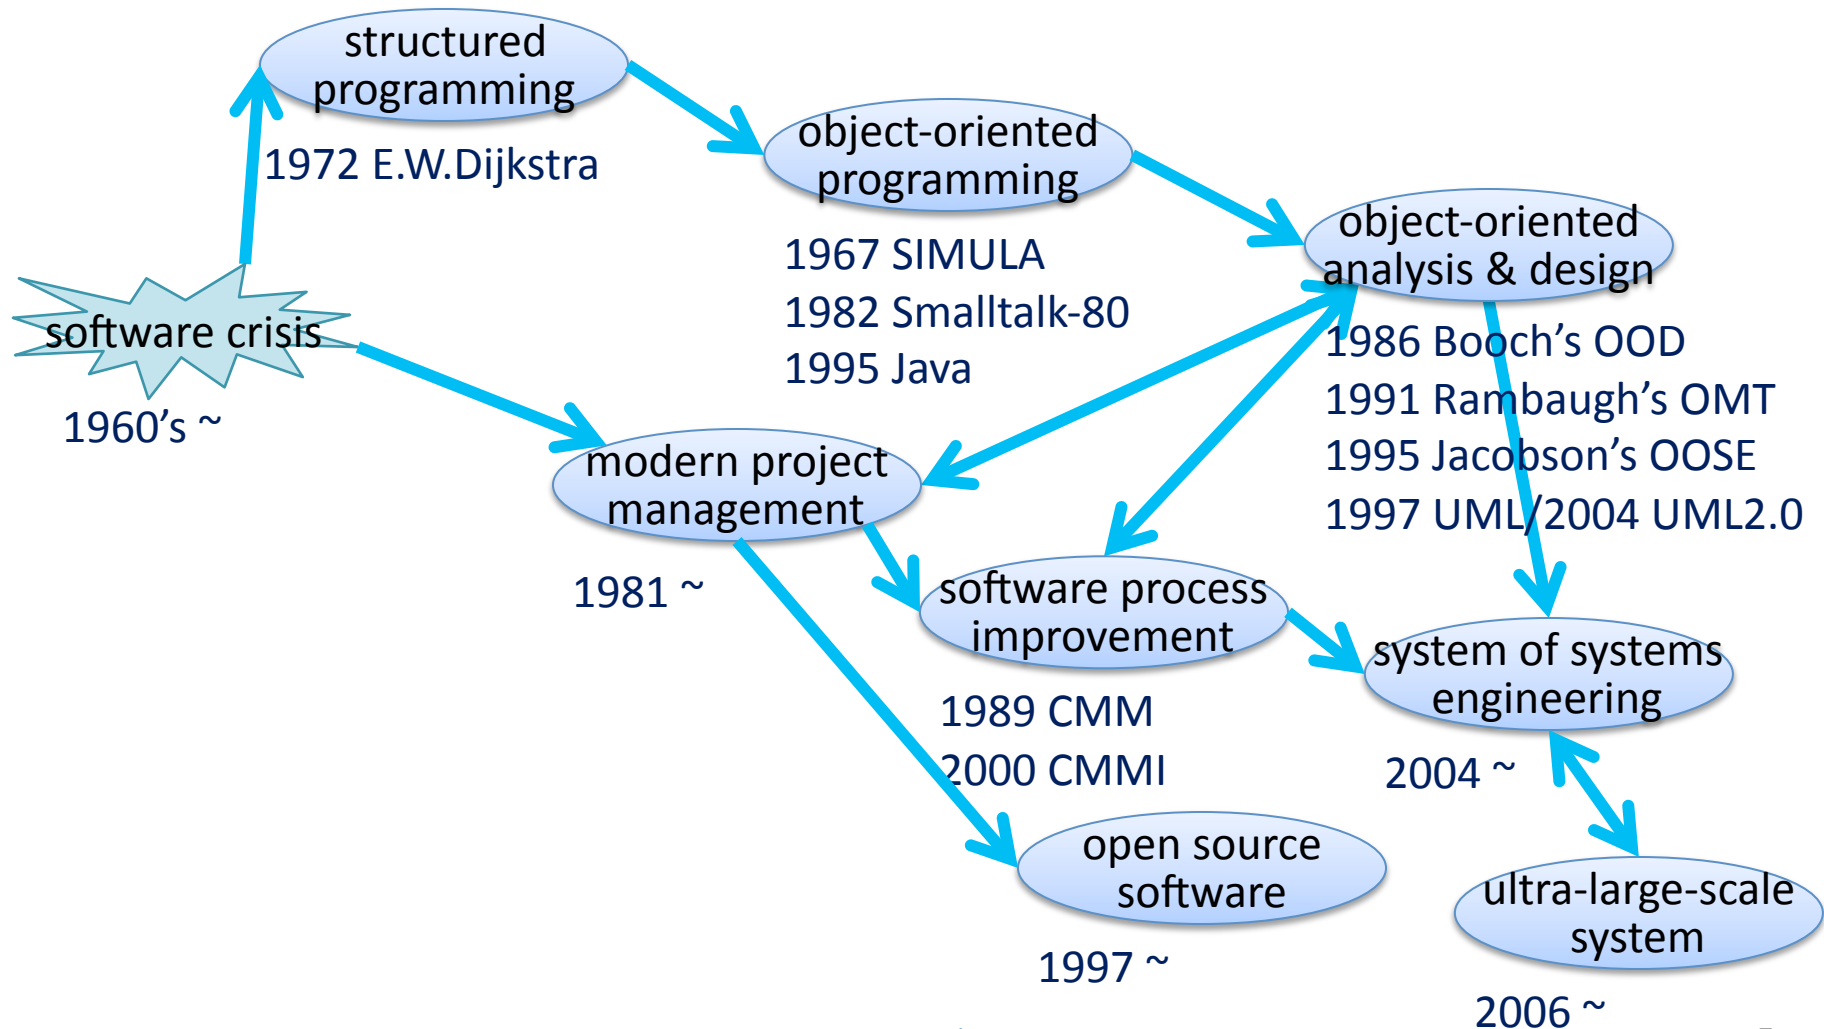 structured
programming
1972 E.W.Dijkstra
object-oriented
programming
1967 SIMULA
1982 Smalltalk-80
1995 Java
object-oriented
analysis & design
1986 Booch's OOD
1991 Rambaugh's OMT
1995 Jacobson's OOSE
1997 UML/2004 UML2.0
software crisis
1960's ~
modern project
management
1981 ~
software process
improvement
1989 CMM
2000 CMMI
system of systems
engineering
2004 ~
open source
software
1997 ~
ultra-large-scale
system
2006 ~